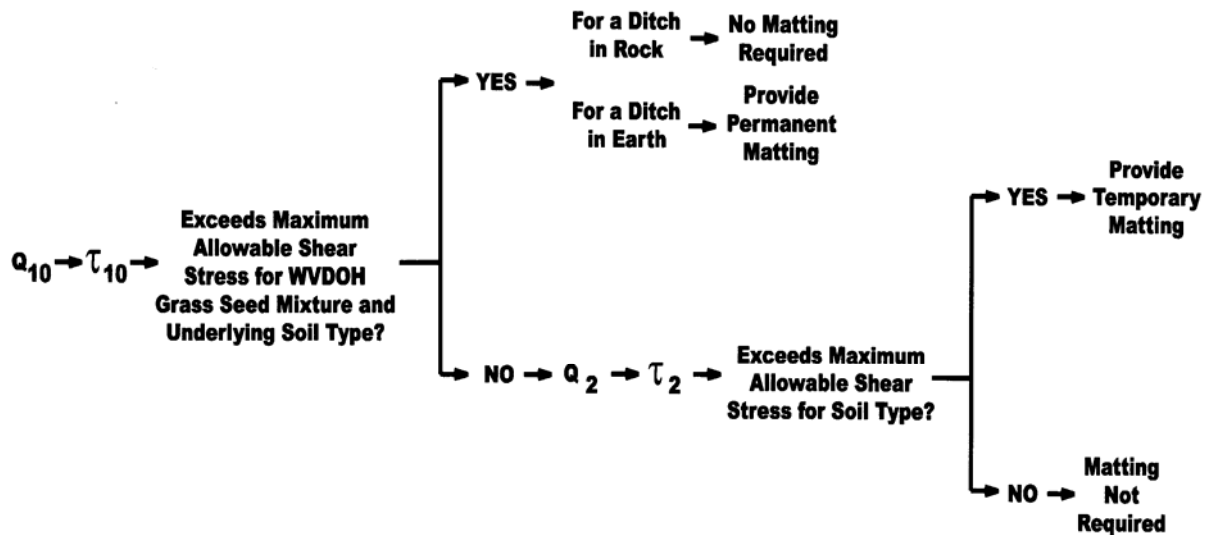 Q10
τ10
Exceeds Maximum
Allowable Shear
Stress for WVDOH
Grass Seed Mixture and
Underlying Soil Type?
YES
For a Ditch
in Rock
No Matting
Required
For a Ditch
in Earth
Provide
Permanent
Matting
NO
Q2
τ2
Exceeds Maximum
Allowable Shear
Stress for Soil Type?
YES
Provide
Temporary
Matting
NO
Matting
Not
Required